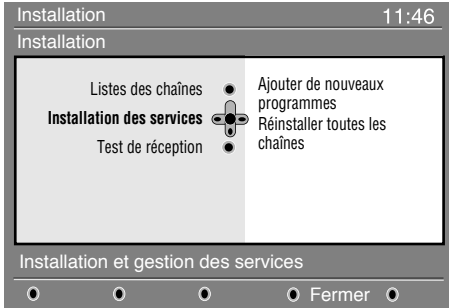 Installation 11:46
Installation
Listes des chaînes
Installation des services
Test de réception
Ajouter de nouveaux
programmes
Réinstaller toutes les
chaînes
Installation et gestion des services
Fermer